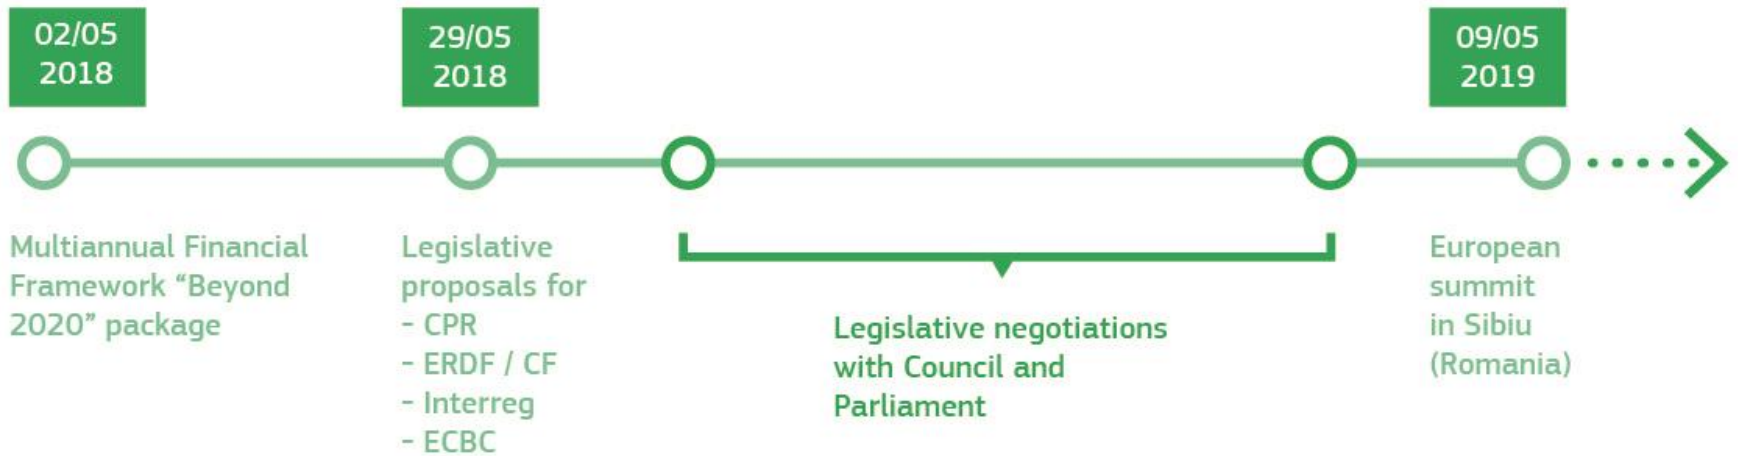 02/05
2018
29/05
2018
09/05
2019
Multiannual Financial
Framework “Beyond
2020” package
Legislative
proposals for
- CPR
- ERDF / CF
- Interreg
- ECBC
Legislative negotiations
with Council and
Parliament
European
summit
in Sibiu
(Romania)